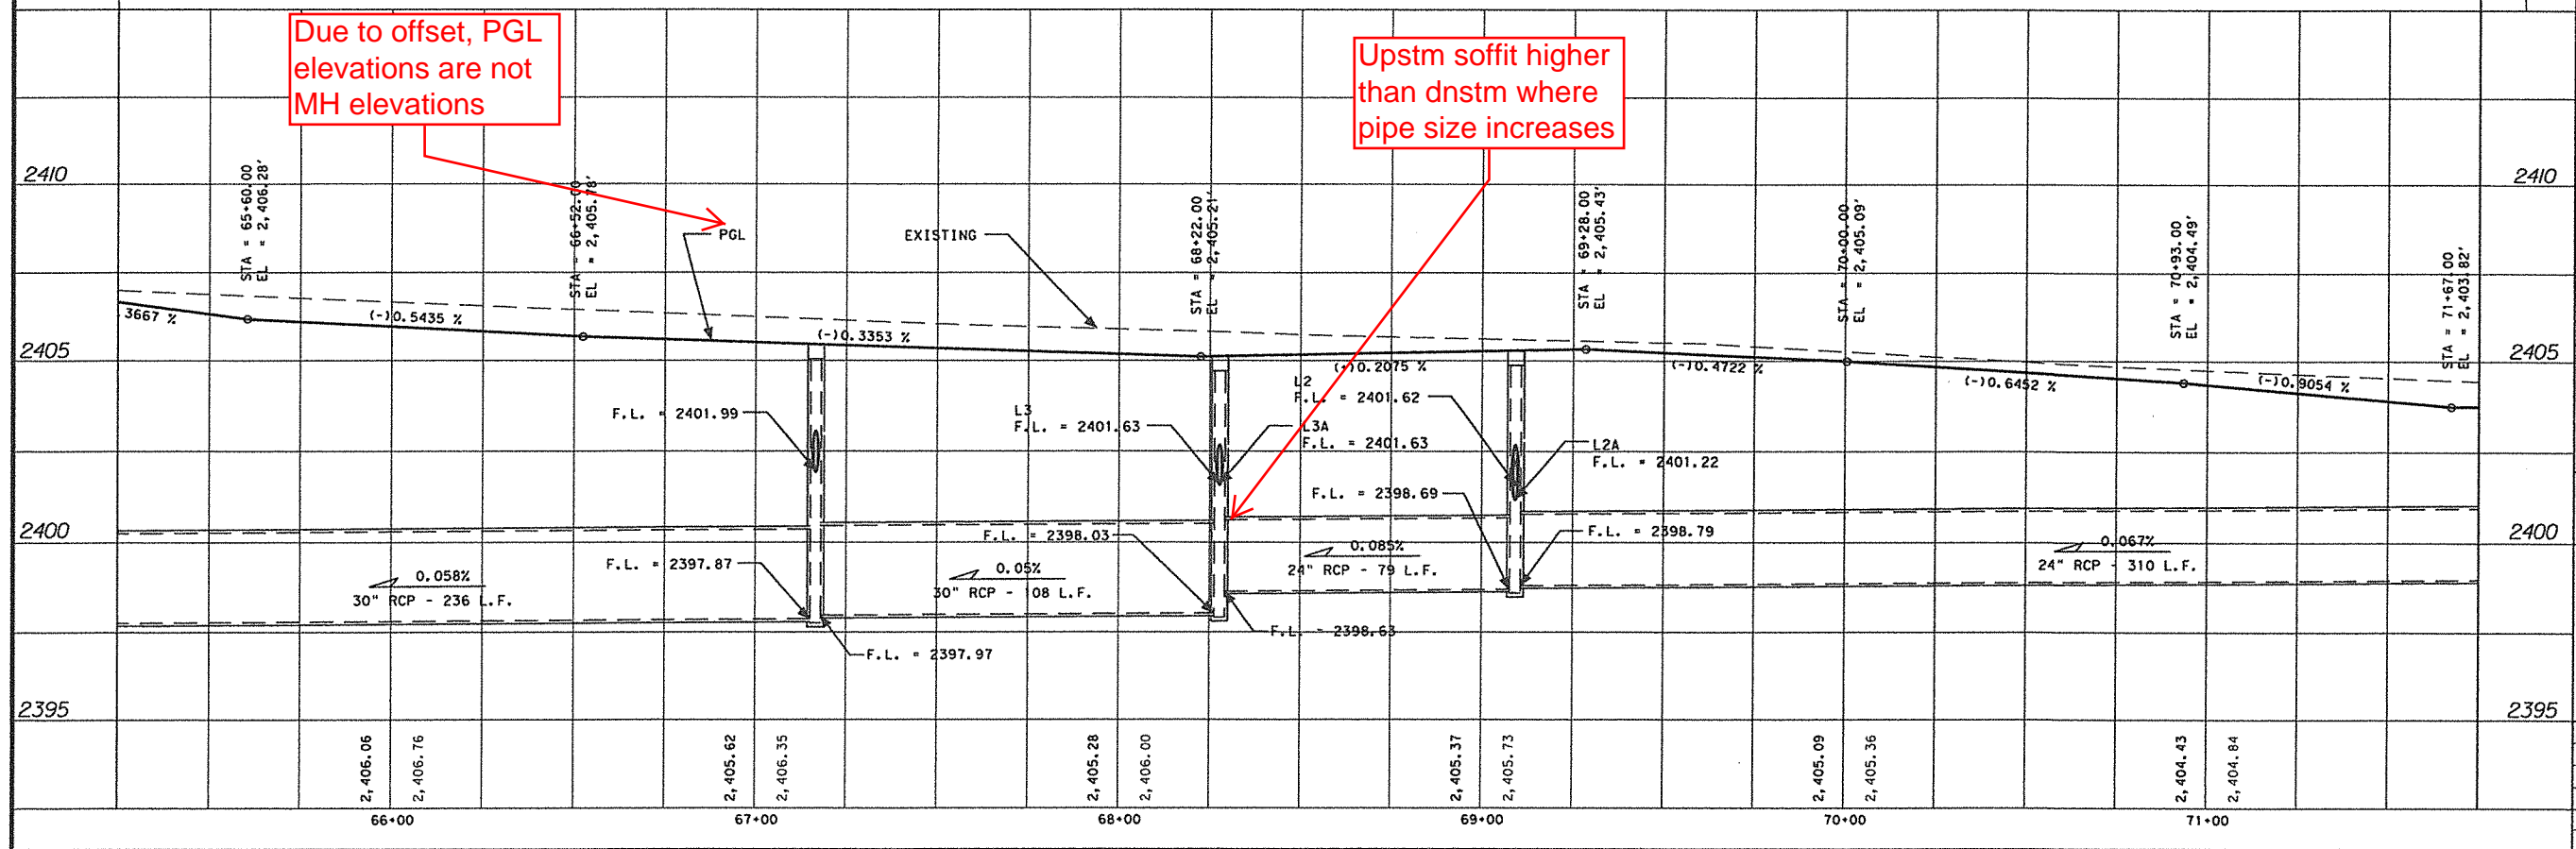 Due to offset, PGL
elevations are not
MH elevations
Upstm soffit higher
than dnstm where
pipe size increases
2410
2410
STA = 65+60.00
EL = 2,406.28'
STA = 66+52.00
EL = 2,405.78'
STA = 68+22.00
EL = 2,405.21'
STA = 69+28.00
EL = 2,405.43'
STA = 70+00.00
EL = 2,405.09'
STA = 70+93.00
EL = 2,404.49'
STA = 71+67.00
EL = 2,403.82'
PGL
EXISTING
3667 %
(-)0.5435 %
(-)0.3353 %
(+)0.2075 %
(-)0.4722 %
(-)0.6452 %
(-)0.9054 %
2405
2405
F.L. = 2401.99
L3
F.L. = 2401.63
L3A
F.L. = 2401.63
L2
F.L. = 2401.62
L2A
F.L. = 2401.22
F.L. = 2398.69
F.L. = 2398.79
2400
2400
F.L. = 2397.87
F.L. = 2398.03
0.058%
30" RCP - 236 L.F.
0.05%
30" RCP - 108 L.F.
0.085%
24" RCP - 79 L.F.
0.067%
24" RCP - 310 L.F.
F.L. = 2397.97
F.L. = 2398.63
2395
2395
2,406.06
2,406.76
2,405.62
2,406.35
2,405.28
2,406.00
2,405.37
2,405.73
2,405.09
2,405.36
2,404.43
2,404.84
66+00
67+00
68+00
69+00
70+00
71+00